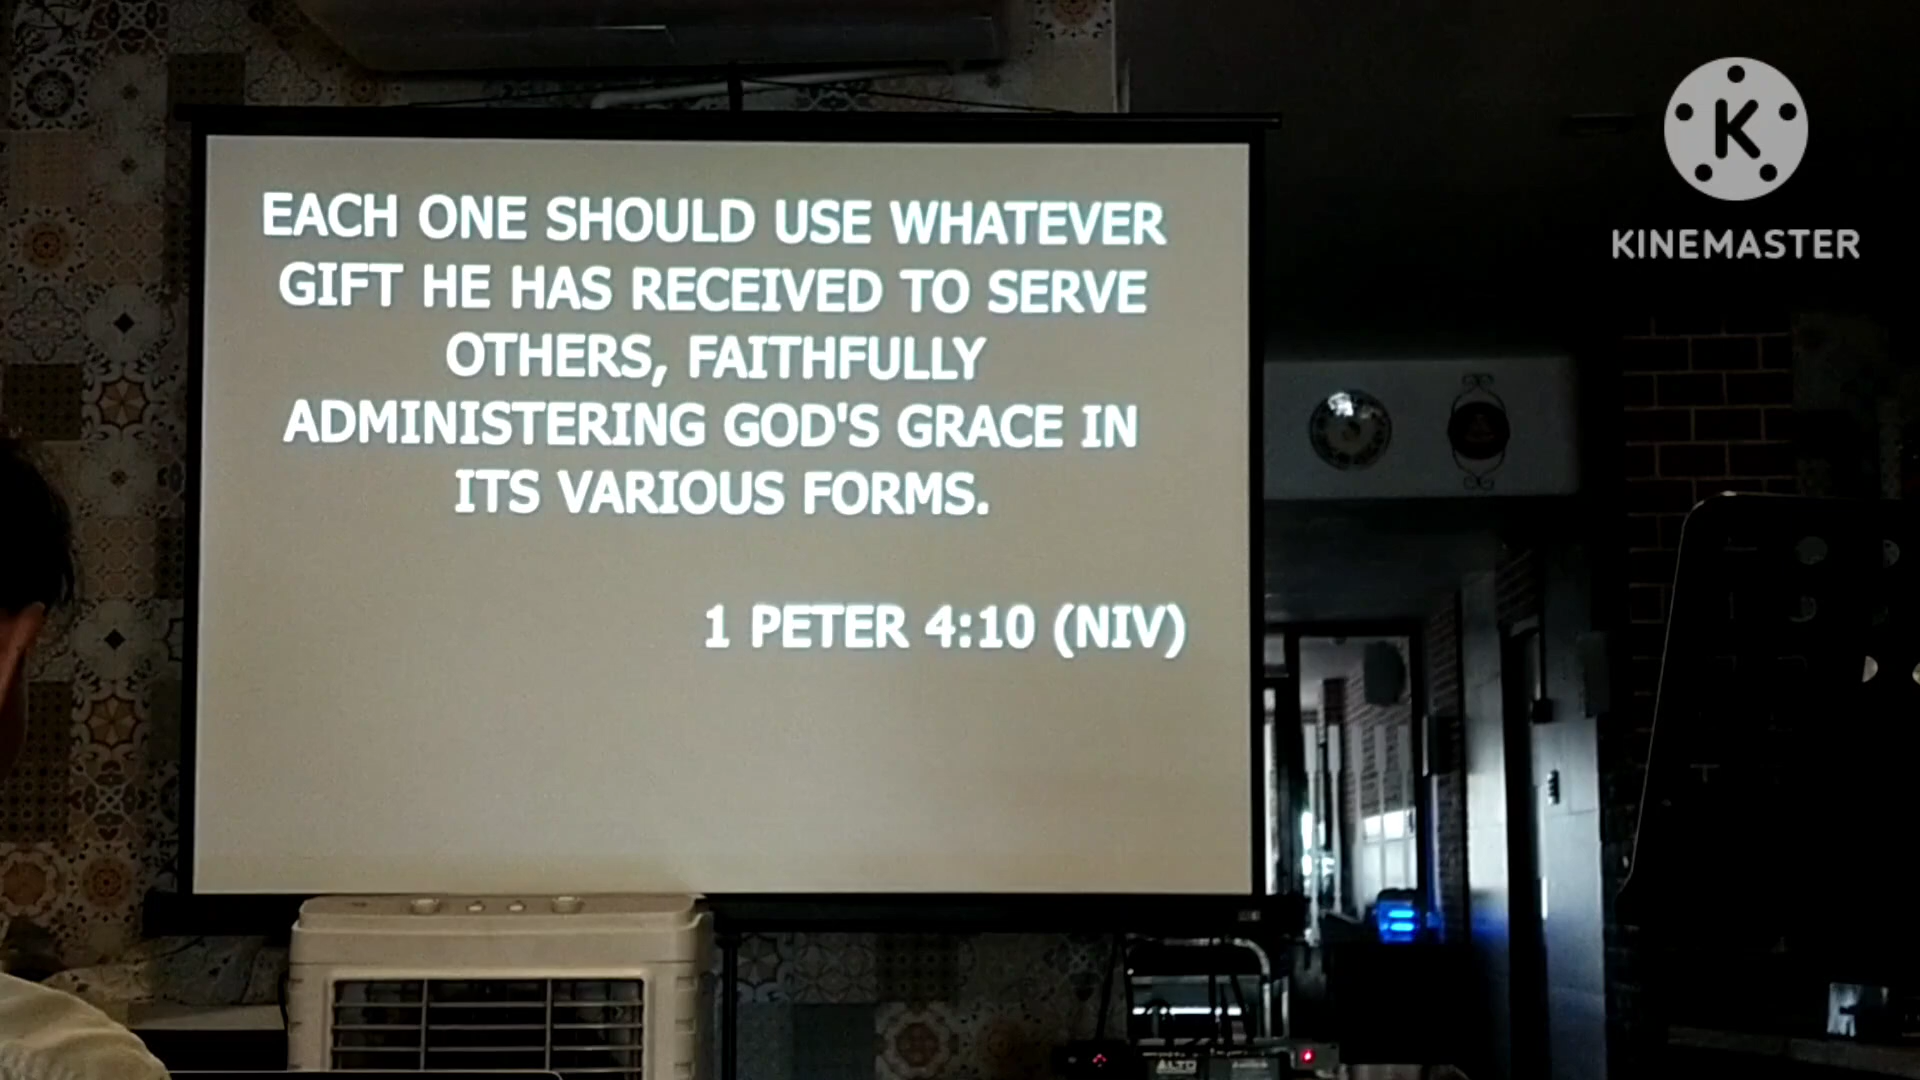 EACH ONE SHOULD USE WHATEVER
GIFT HE HAS RECEIVED TO SERVE
OTHERS, FAITHFULLY
ADMINISTERING GOD'S GRACE IN
ITS VARIOUS FORMS.
1 PETER 4:10 (NIV)
K
KINEMASTER
ALTO